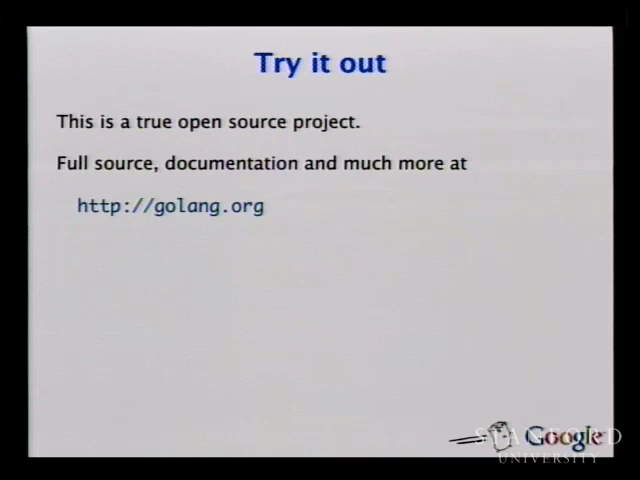 Try it out
This is a true open source project.
Full source, documentation and much more at
http://golang.org
Google
STANFORD
UNIVERSITY